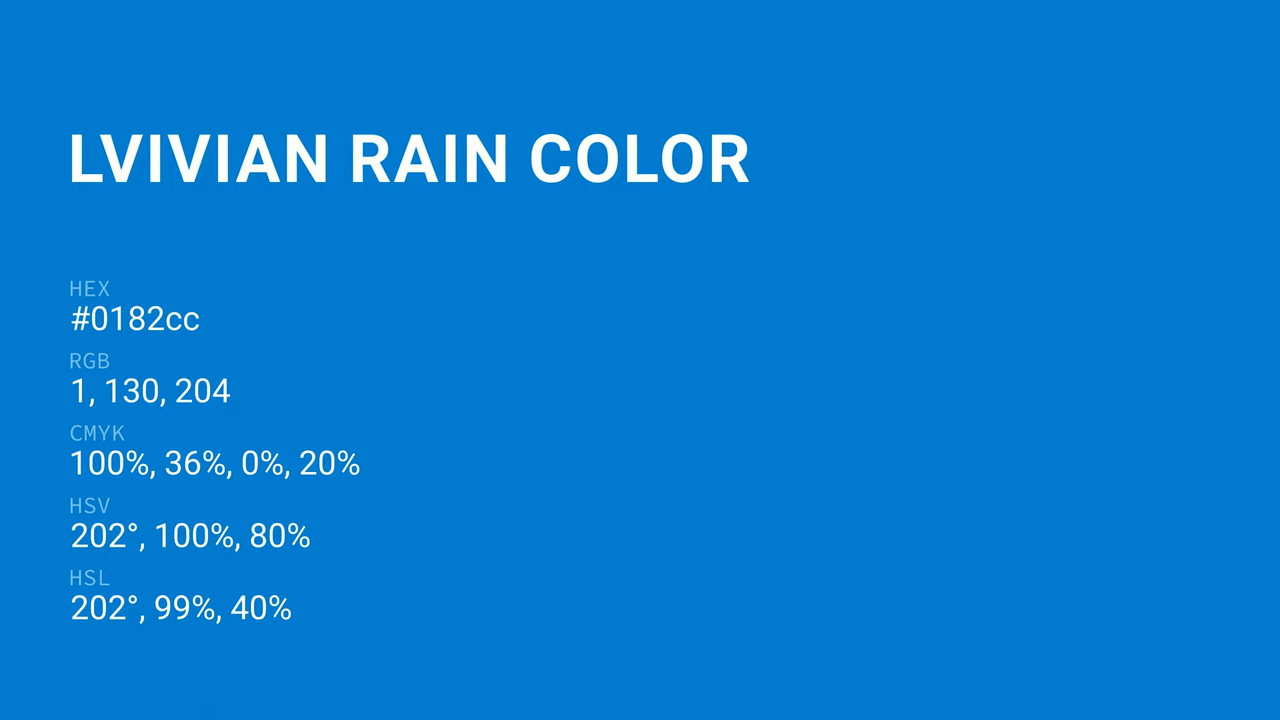 LVIVIAN RAIN COLOR
HEX
#0182cc
RGB
1, 130, 204
CMYK
100%, 36%, 0%, 20%
HSV
202°, 100%, 80%
HSL
202°, 99%, 40%